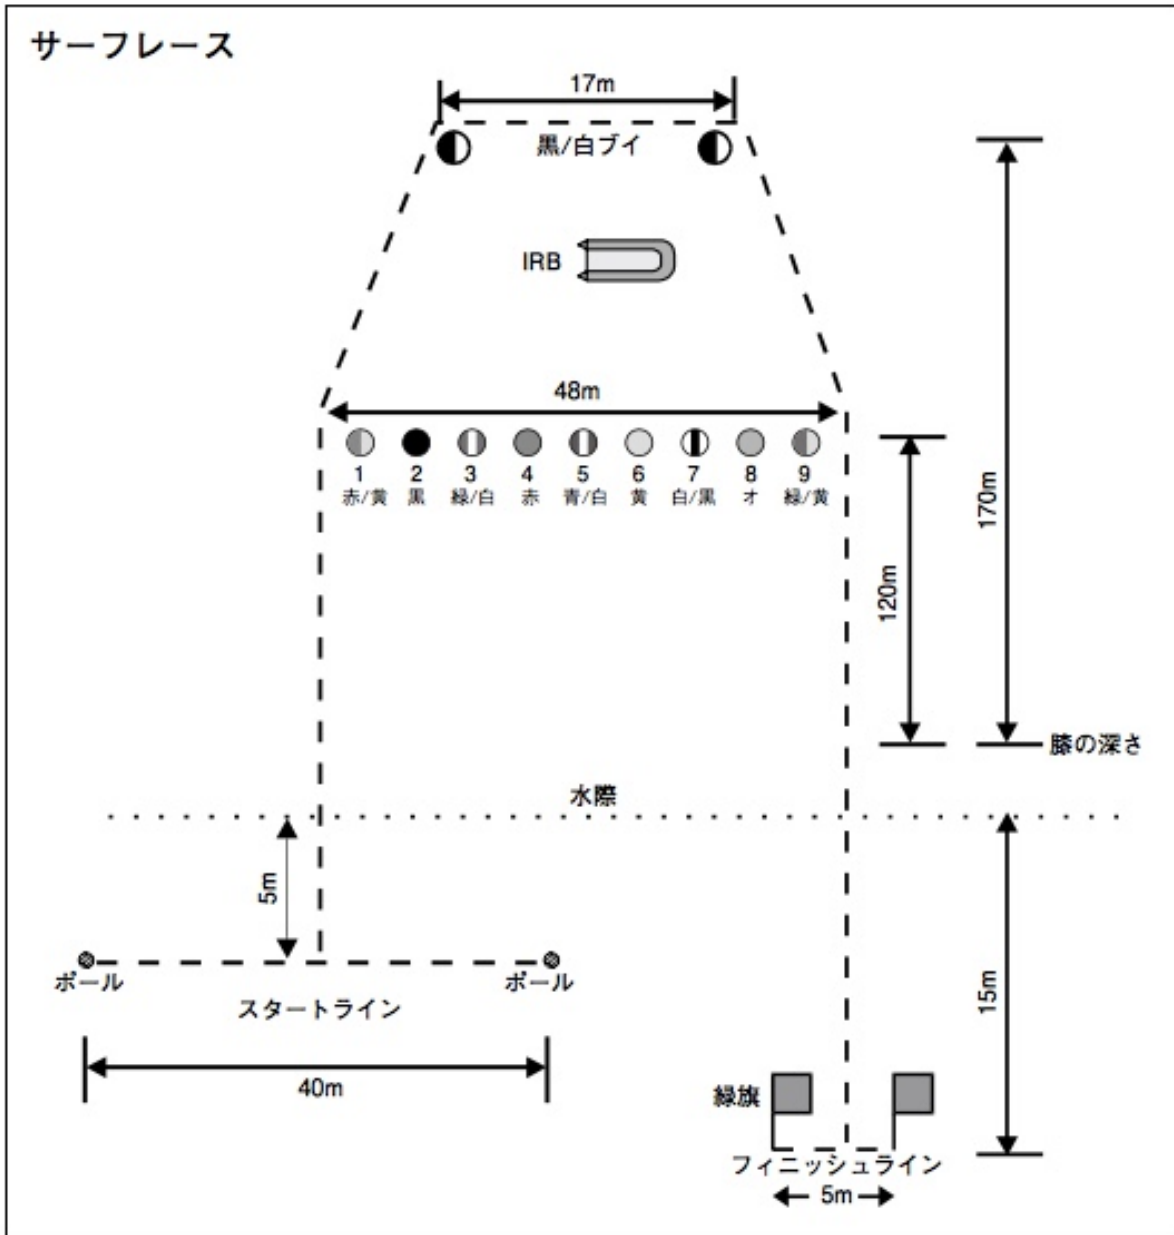 サーフレース
17m
黒/白ブイ
IRB
48m
1 2 3 4 5 6 7 8 9
赤/黄 黒 緑/白 赤 青/白 黄 白/黒 オ 緑/黄
170m
120m
膝の深さ
水際
5m
ポール ポール
スタートライン
15m
40m
緑旗
フィニッシュライン
5m